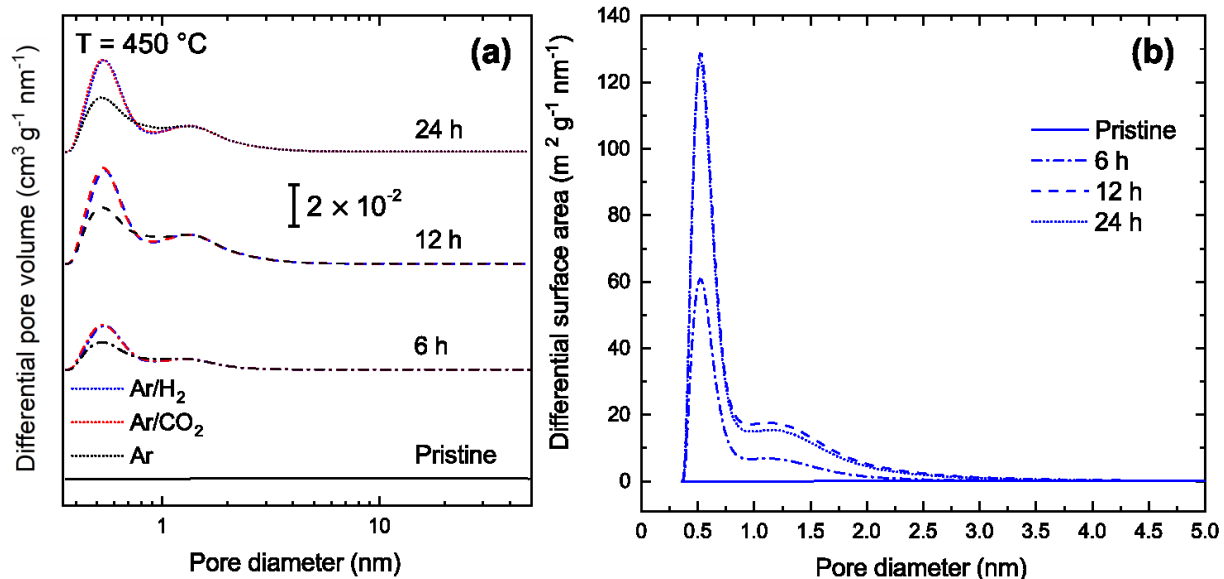 T = 450 °C
(a)
24 h
2 × 10⁻²
12 h
6 h
Ar/H₂
Ar/CO₂
Ar
Pristine
Differential pore volume (cm³ g⁻¹ nm⁻¹)
1
10
Pore diameter (nm)
(b)
140
130
120
100
80
60
40
20
0
Pristine
6 h
12 h
24 h
Differential surface area (m² g⁻¹ nm⁻¹)
0
0.5
1.0
1.5
2.0
2.5
3.0
3.5
4.0
4.5
5.0
Pore diameter (nm)